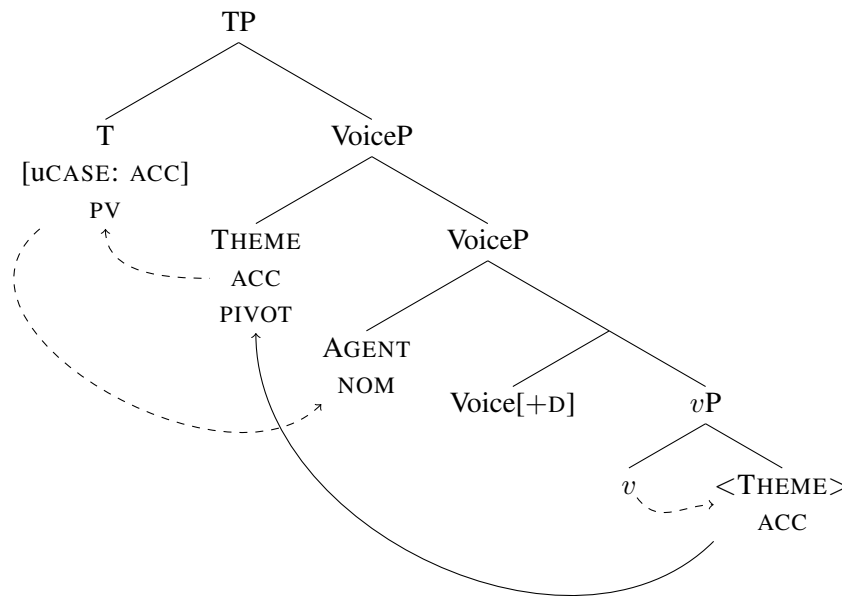 TP
T
[uCASE: ACC]
PV
VoiceP
THEME
ACC
PIVOT
VoiceP
AGENT
NOM
Voice[+D]
vP
v
<THEME>
ACC